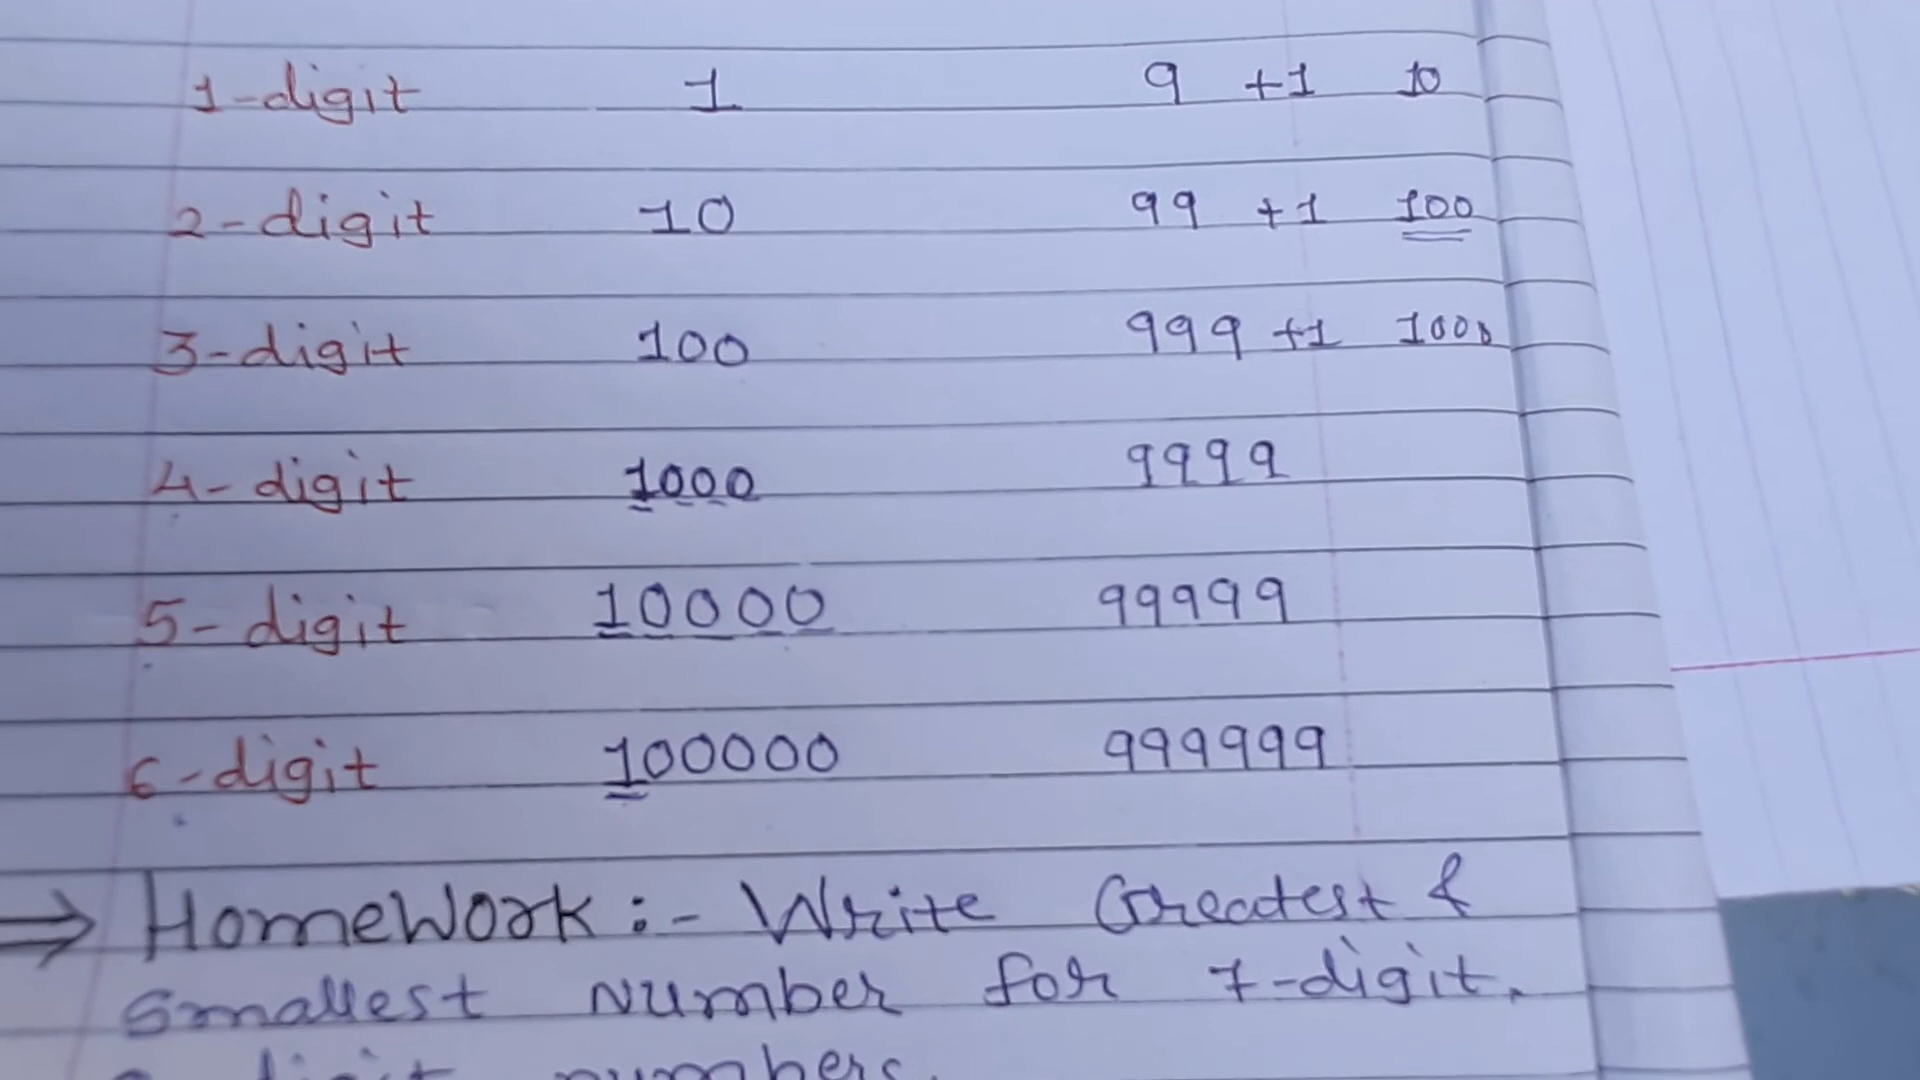 1-digit 1 9 +1 10
2-digit 10 99 +1 100
3-digit 100 999 +1 1000
4-digit 1000 9999
5-digit 10000 99999
6-digit 100000 999999
⇒ HomeWork :- Write Greatest &
Smallest Number for 7-digit,
digit numbers.